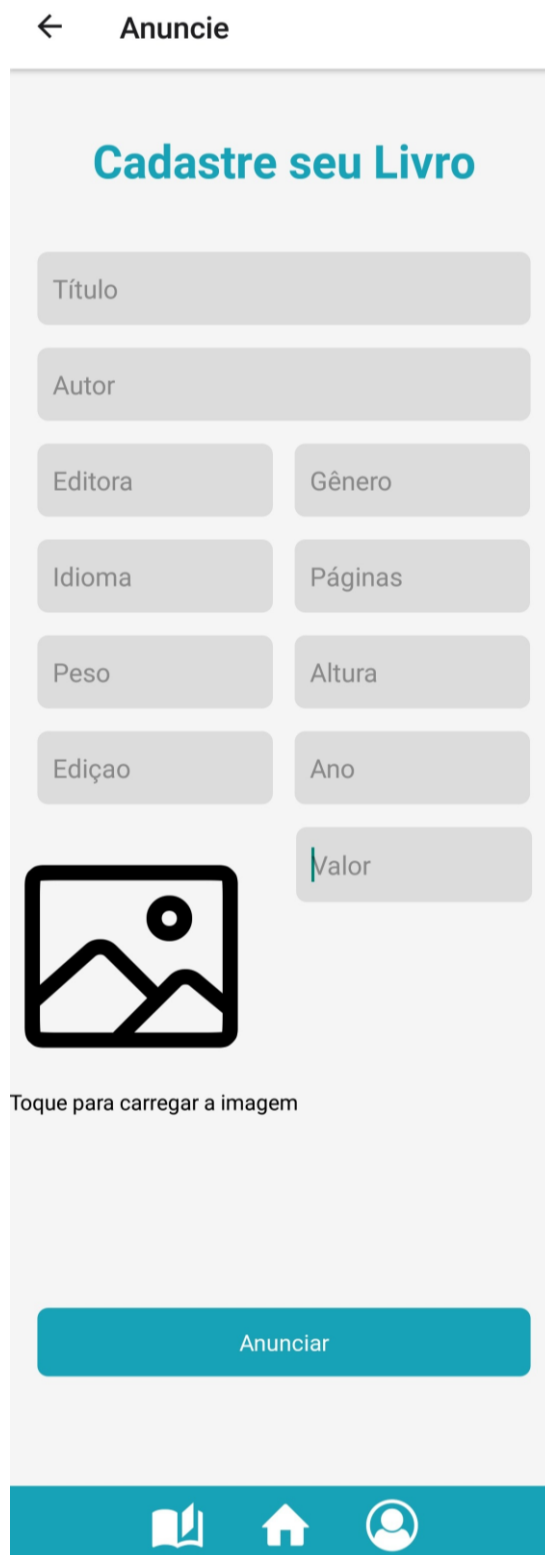 Anuncie
Cadastre seu Livro
Título
Autor
Editora
Gênero
Idioma
Páginas
Peso
Altura
Ediçao
Ano
Valor
Toque para carregar a imagem
Anunciar